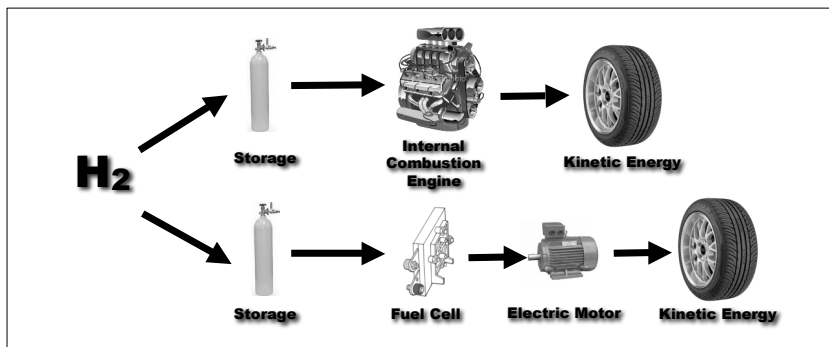 H2
Storage
Internal
Combustion
Engine
Kinetic Energy
Storage
Fuel Cell
Electric Motor
Kinetic Energy